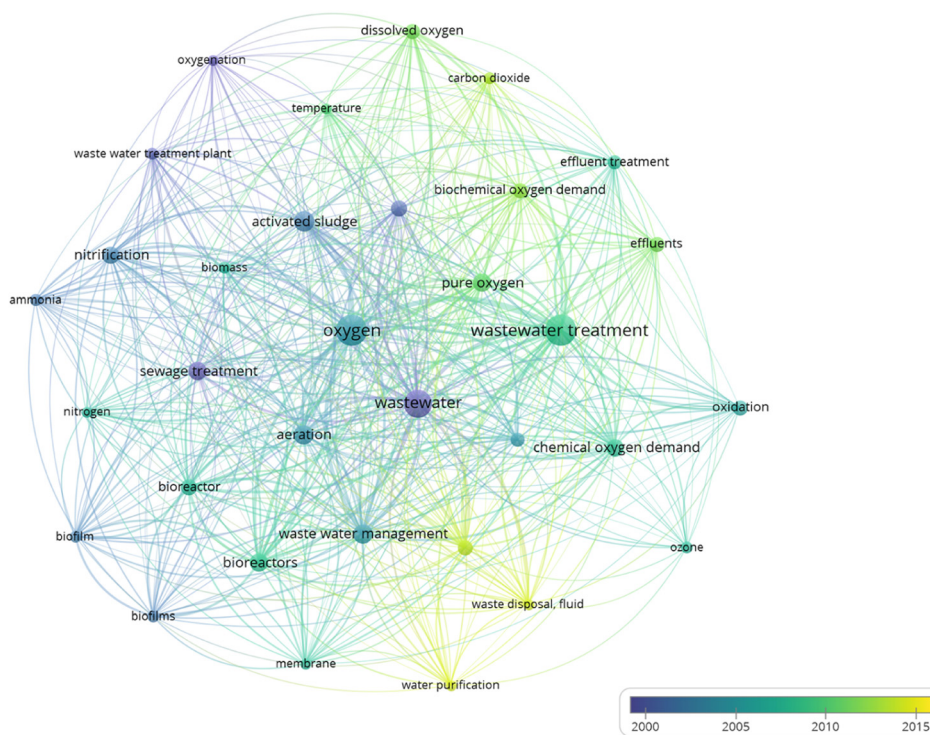 dissolved oxygen
oxygenation
carbon dioxide
temperature
waste water treatment plant
effluent treatment
biochemical oxygen demand
activated sludge
effluents
nitrification
biomass
pure oxygen
ammonia
oxygen
wastewater treatment
sewage treatment
wastewater
nitrogen
oxidation
aeration
chemical oxygen demand
bioreactor
biofilm
waste water management
ozone
bioreactors
waste disposal, fluid
biofilms
membrane
water purification
2000 2005 2010 2015